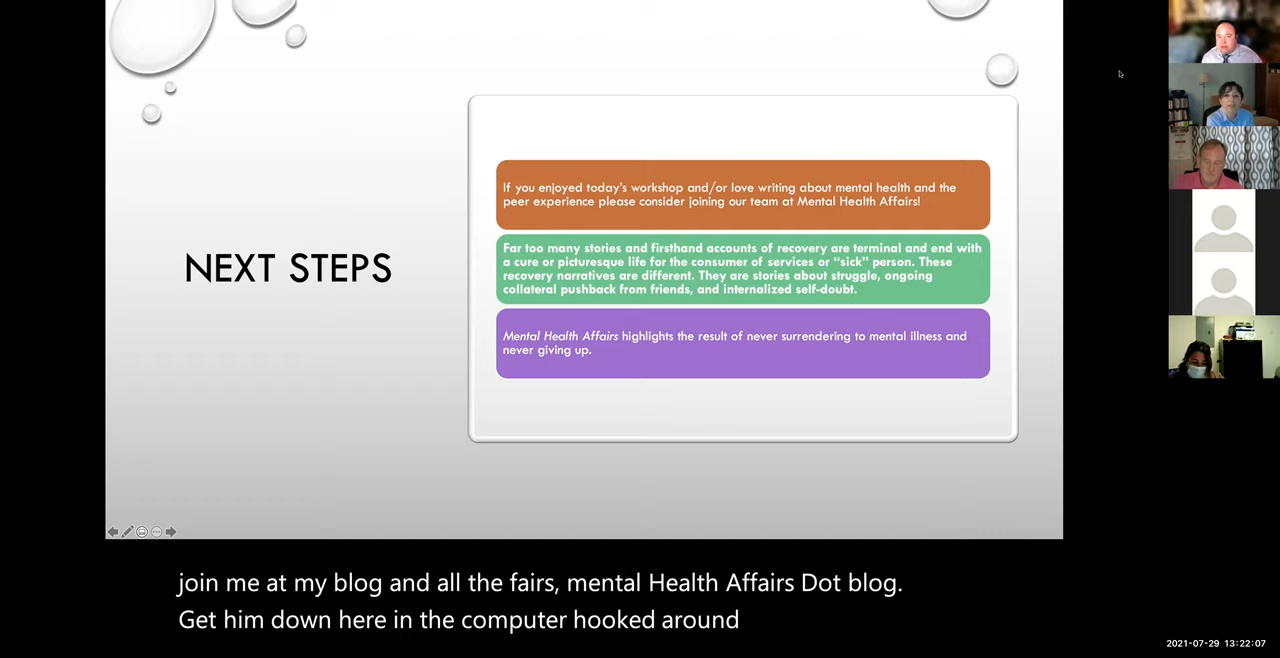 NEXT STEPS
If you enjoyed today's workshop and/or love writing about mental health and the
peer experience please consider joining our team at Mental Health Affairs!
Far too many stories and firsthand accounts of recovery are terminal and end with
a cure or picturesque life for the consumer of services or “sick” person. These
recovery narratives are different. They are stories about struggle, ongoing
collateral pushback from friends, and internalized self-doubt.
Mental Health Affairs highlights the result of never surrendering to mental illness and
never giving up.
join me at my blog and all the fairs, mental Health Affairs Dot blog.
Get him down here in the computer hooked around
2021-07-29 13:22:07